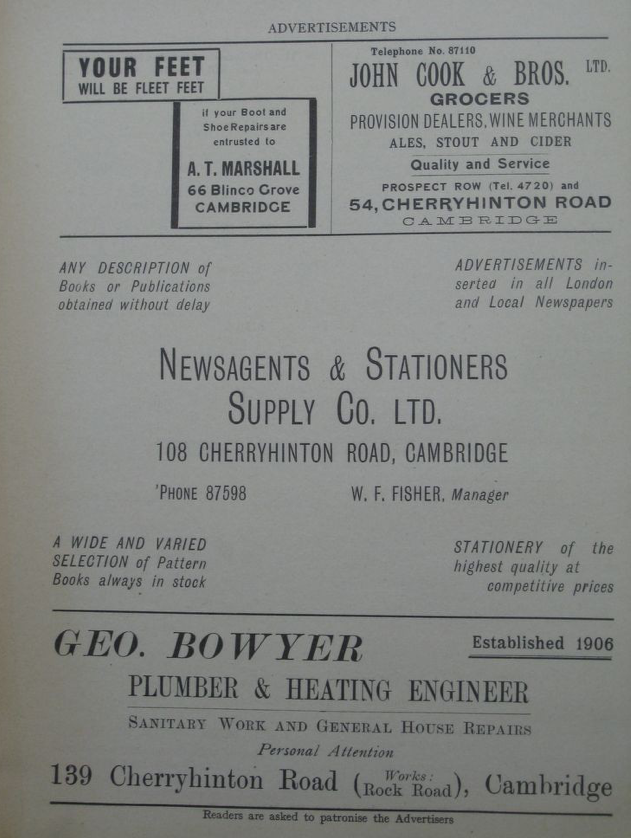 ADVERTISEMENTS
YOUR FEET
WILL BE FLEET FEET
if your Boot and
Shoe Repairs are
entrusted to
A. T. MARSHALL
66 Blinco Grove
CAMBRIDGE
Telephone No. 87110
JOHN COOK & BROS. LTD.
GROCERS
PROVISION DEALERS, WINE MERCHANTS
ALES, STOUT AND CIDER
Quality and Service
PROSPECT ROW (Tel. 4720) and
54, CHERRYHINTON ROAD
CAMBRIDGE
ANY DESCRIPTION of
Books or Publications
obtained without delay
ADVERTISEMENTS in-
serted in all London
and Local Newspapers
NEWSAGENTS & STATIONERS
SUPPLY CO. LTD.
108 CHERRYHINTON ROAD, CAMBRIDGE
'PHONE 87598
W. F. FISHER, Manager
A WIDE AND VARIED
SELECTION of Pattern
Books always in stock
STATIONERY of the
highest quality at
competitive prices
GEO. BOWYER
Established 1906
PLUMBER & HEATING ENGINEER
SANITARY WORK AND GENERAL HOUSE REPAIRS
Personal Attention
139 Cherryhinton Road (Works: Rock Road), Cambridge
Readers are asked to patronise the Advertisers